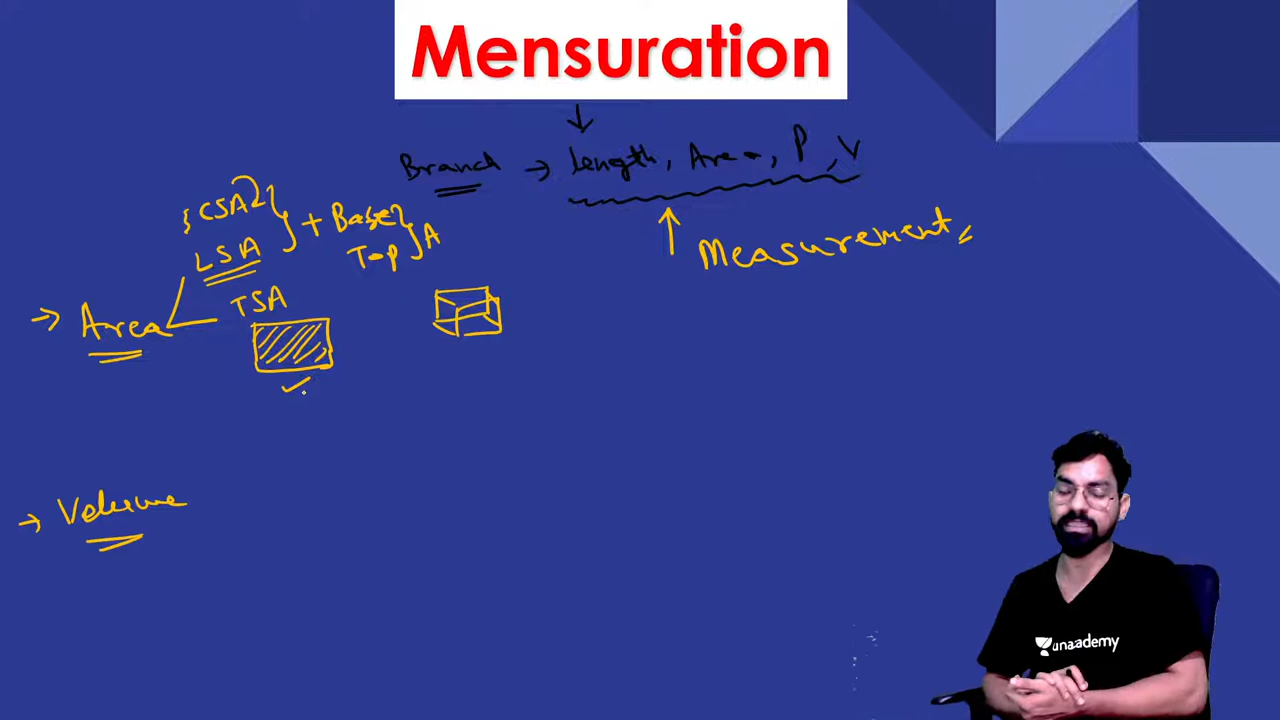 Mensuration
Branch → length, Area, P, V
Measurement
{CSA}
LSA
+ Base
Top } A
TSA
→ Area
→ Volume
unacademy